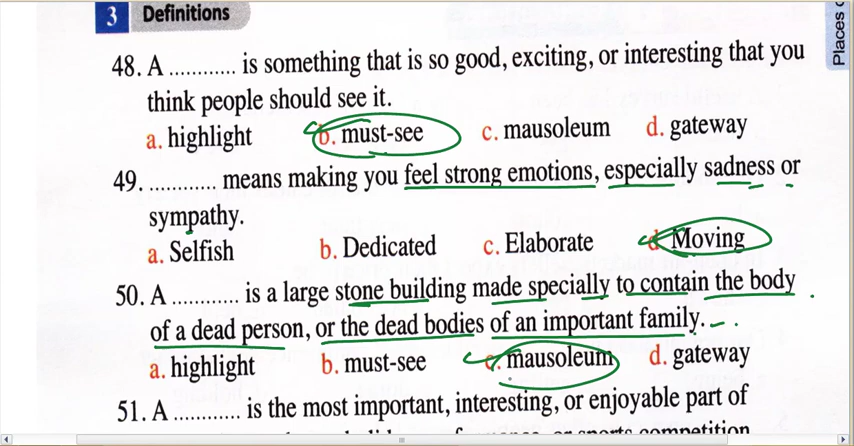 3 Definitions
Places
48. A ............ is something that is so good, exciting, or interesting that you
think people should see it.
a. highlight b. must-see c. mausoleum d. gateway
49. ............ means making you feel strong emotions, especially sadness or
sympathy.
a. Selfish b. Dedicated c. Elaborate d. Moving
50. A ............ is a large stone building made specially to contain the body
of a dead person, or the dead bodies of an important family.
a. highlight b. must-see c. mausoleum d. gateway
51. A ............ is the most important, interesting, or enjoyable part of
or sports competition